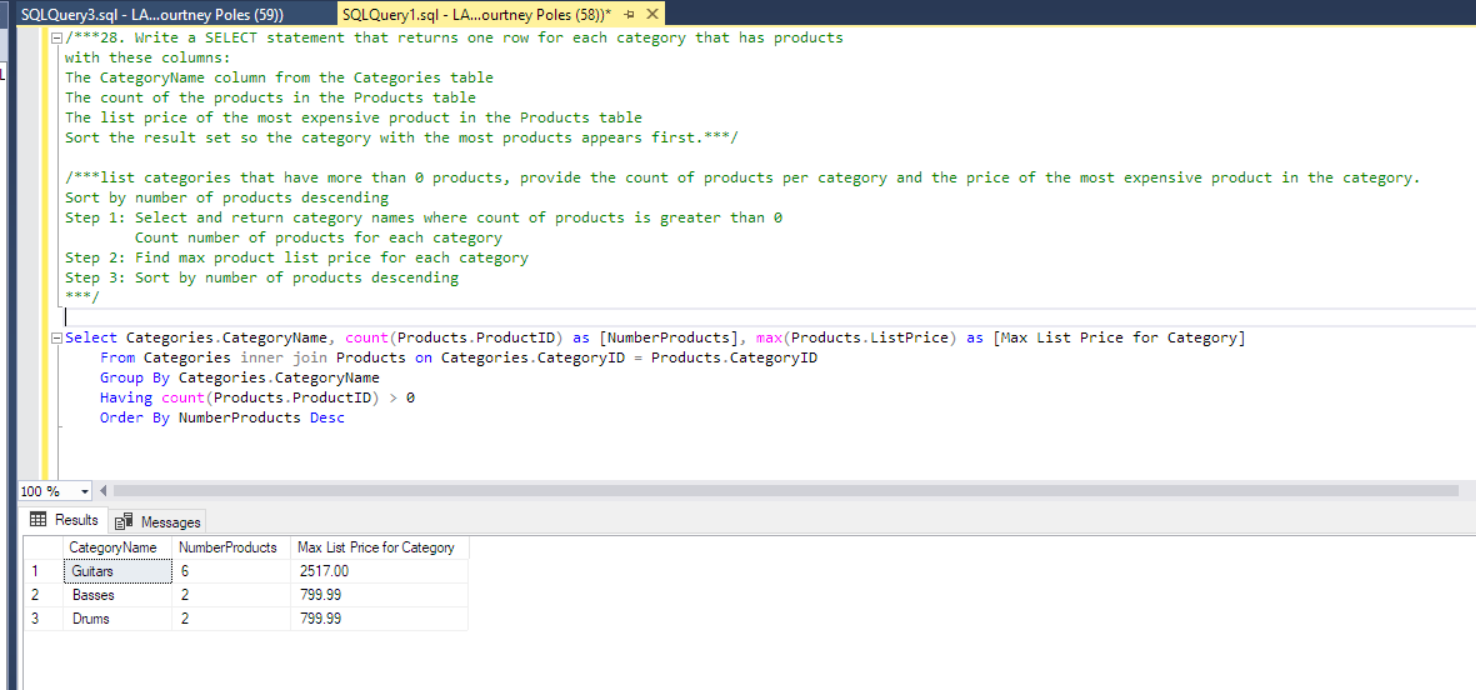 SQLQuery3.sql - LA...ourtney Poles (59))
SQLQuery1.sql - LA...ourtney Poles (58))*
/***28. Write a SELECT statement that returns one row for each category that has products
with these columns:
The CategoryName column from the Categories table
The count of the products in the Products table
The list price of the most expensive product in the Products table
Sort the result set so the category with the most products appears first.***/
/***list categories that have more than 0 products, provide the count of products per category and the price of the most expensive product in the category.
Sort by number of products descending
Step 1: Select and return category names where count of products is greater than 0
Count number of products for each category
Step 2: Find max product list price for each category
Step 3: Sort by number of products descending
***/
Select Categories.CategoryName, count(Products.ProductID) as [NumberProducts], max(Products.ListPrice) as [Max List Price for Category]
From Categories inner join Products on Categories.CategoryID = Products.CategoryID
Group By Categories.CategoryName
Having count(Products.ProductID) > 0
Order By NumberProducts Desc
100 %
Results Messages
CategoryName NumberProducts Max List Price for Category
1 Guitars 6 2517.00
2 Basses 2 799.99
3 Drums 2 799.99